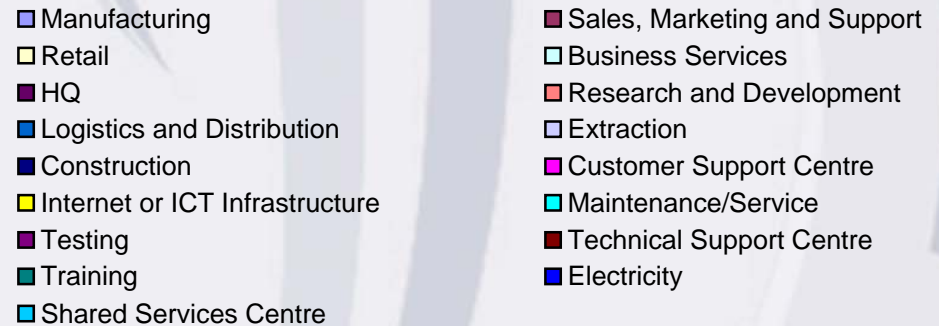 Manufacturing
Sales, Marketing and Support
Retail
Business Services
HQ
Research and Development
Logistics and Distribution
Extraction
Construction
Customer Support Centre
Internet or ICT Infrastructure
Maintenance/Service
Testing
Technical Support Centre
Training
Electricity
Shared Services Centre